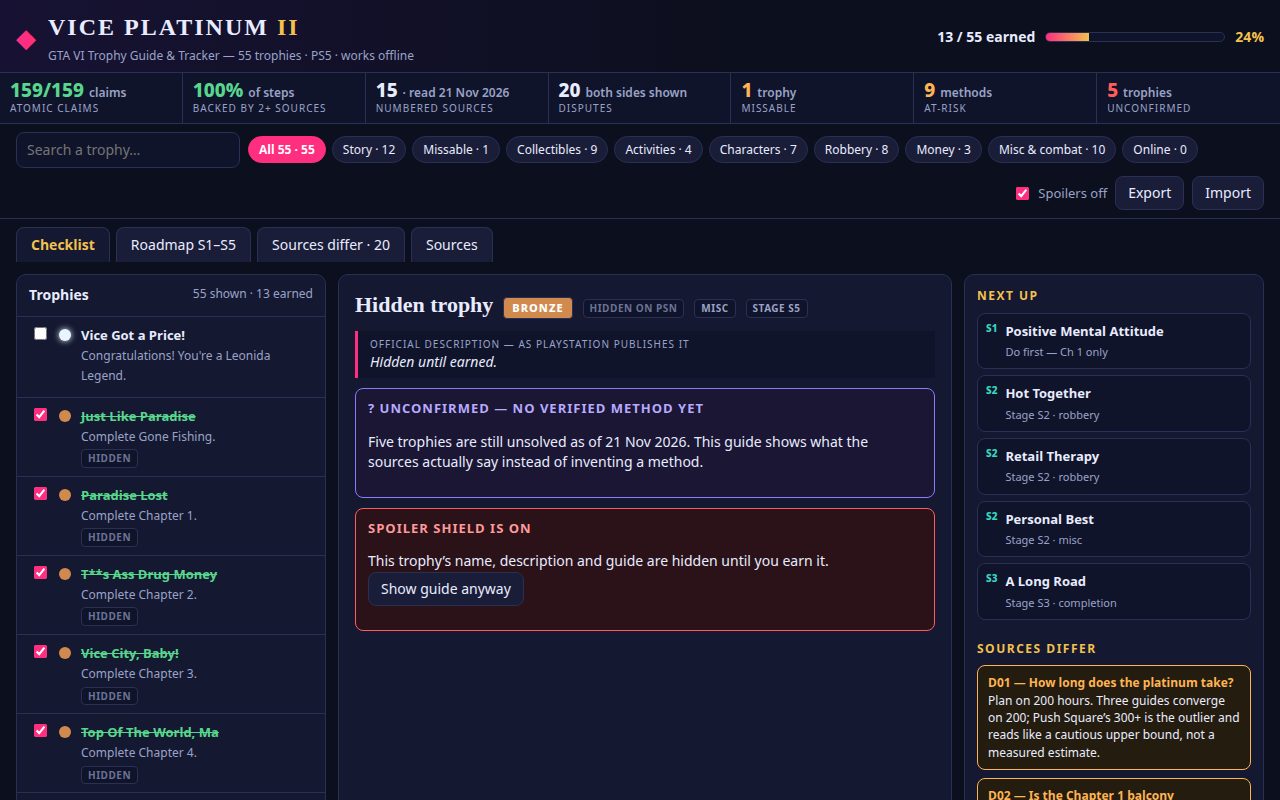 VICE PLATINUM II
GTA VI Trophy Guide & Tracker — 55 trophies · PS5 · works offline
13 / 55 earned 24%
159/159 claims
ATOMIC CLAIMS
100% of steps
BACKED BY 2+ SOURCES
15 · read 21 Nov 2026
NUMBERED SOURCES
20 both sides shown
DISPUTES
1 trophy
MISSABLE
9 methods
AT-RISK
5 trophies
UNCONFIRMED
Search a trophy...
All 55 · 55
Story · 12
Missable · 1
Collectibles · 9
Activities · 4
Characters · 7
Robbery · 8
Money · 3
Misc & combat · 10
Online · 0
Spoilers off
Export
Import
Checklist
Roadmap S1–S5
Sources differ · 20
Sources
Trophies
55 shown · 13 earned
Vice Got a Price!
Congratulations! You're a Leonida
Legend.
Just Like Paradise
Complete Gone Fishing.
HIDDEN
Paradise Lost
Complete Chapter 1.
HIDDEN
T**s Ass Drug Money
Complete Chapter 2.
HIDDEN
Vice City, Baby!
Complete Chapter 3.
HIDDEN
Top Of The World, Ma
Complete Chapter 4.
HIDDEN
Hidden trophy
BRONZE
HIDDEN ON PSN
MISC
STAGE S5
OFFICIAL DESCRIPTION — AS PLAYSTATION PUBLISHES IT
Hidden until earned.
? UNCONFIRMED — NO VERIFIED METHOD YET
Five trophies are still unsolved as of 21 Nov 2026. This guide shows what the
sources actually say instead of inventing a method.
SPOILER SHIELD IS ON
This trophy’s name, description and guide are hidden until you earn it.
Show guide anyway
NEXT UP
S1 Positive Mental Attitude
Do first — Ch 1 only
S2 Hot Together
Stage S2 · robbery
S2 Retail Therapy
Stage S2 · robbery
S2 Personal Best
Stage S2 · misc
S3 A Long Road
Stage S3 · completion
SOURCES DIFFER
D01 — How long does the platinum take?
Plan on 200 hours. Three guides converge
on 200; Push Square’s 300+ is the outlier and
reads like a cautious upper bound, not a
measured estimate.
D02 — Is the Chapter 1 balcony